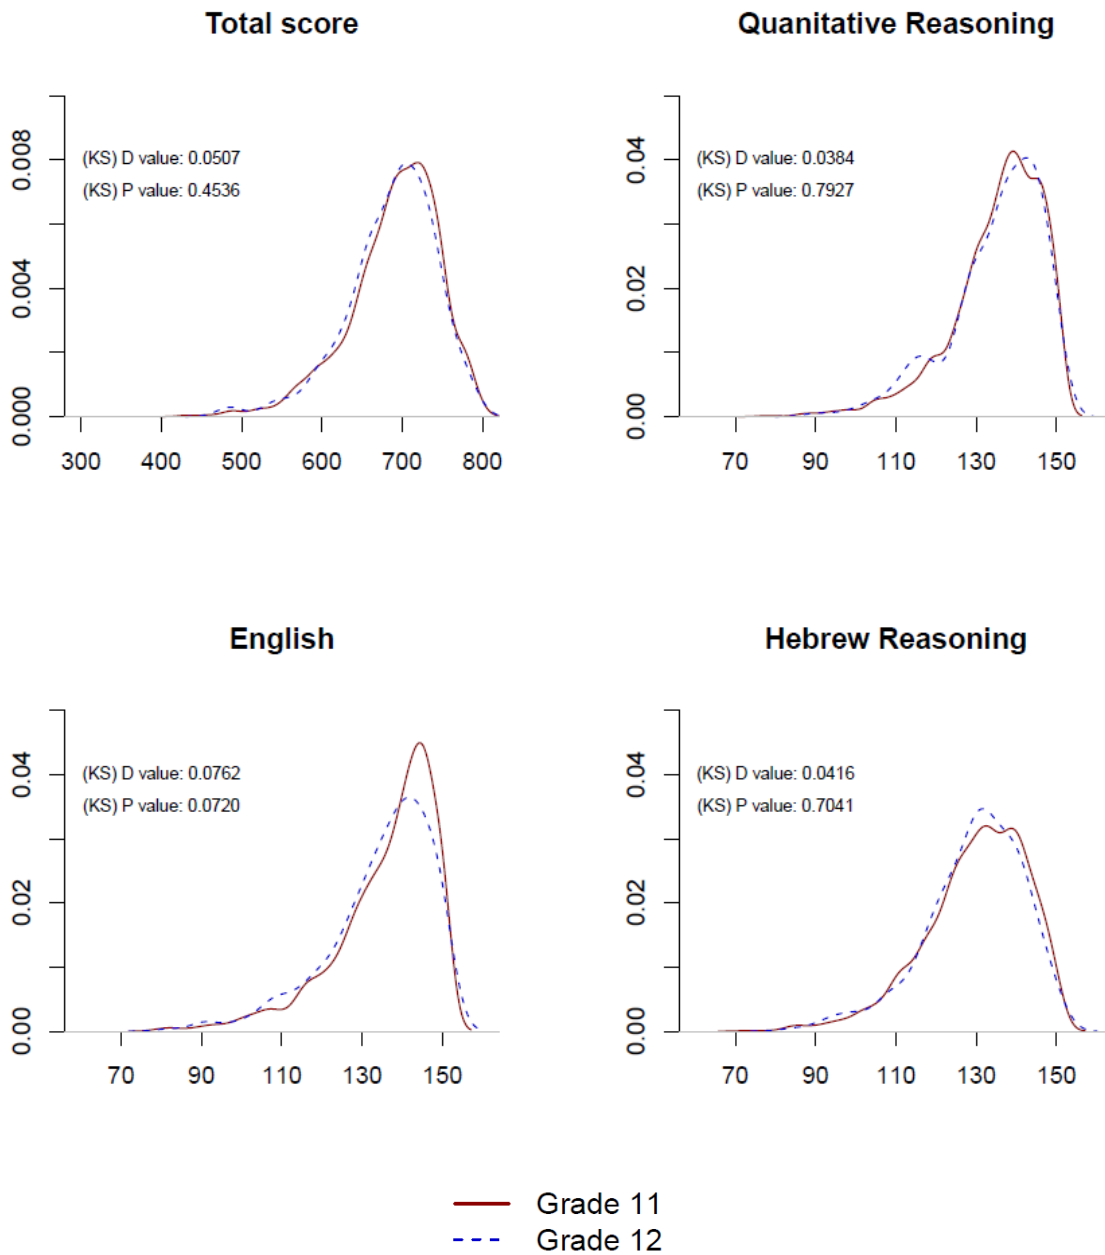 Total score
(KS) D value: 0.0507
(KS) P value: 0.4536
0.000
0.004
0.008
300 400 500 600 700 800
Quanitative Reasoning
(KS) D value: 0.0384
(KS) P value: 0.7927
0.00
0.02
0.04
70 90 110 130 150
English
(KS) D value: 0.0762
(KS) P value: 0.0720
0.00
0.02
0.04
70 90 110 130 150
Hebrew Reasoning
(KS) D value: 0.0416
(KS) P value: 0.7041
0.00
0.02
0.04
70 90 110 130 150
Grade 11
Grade 12